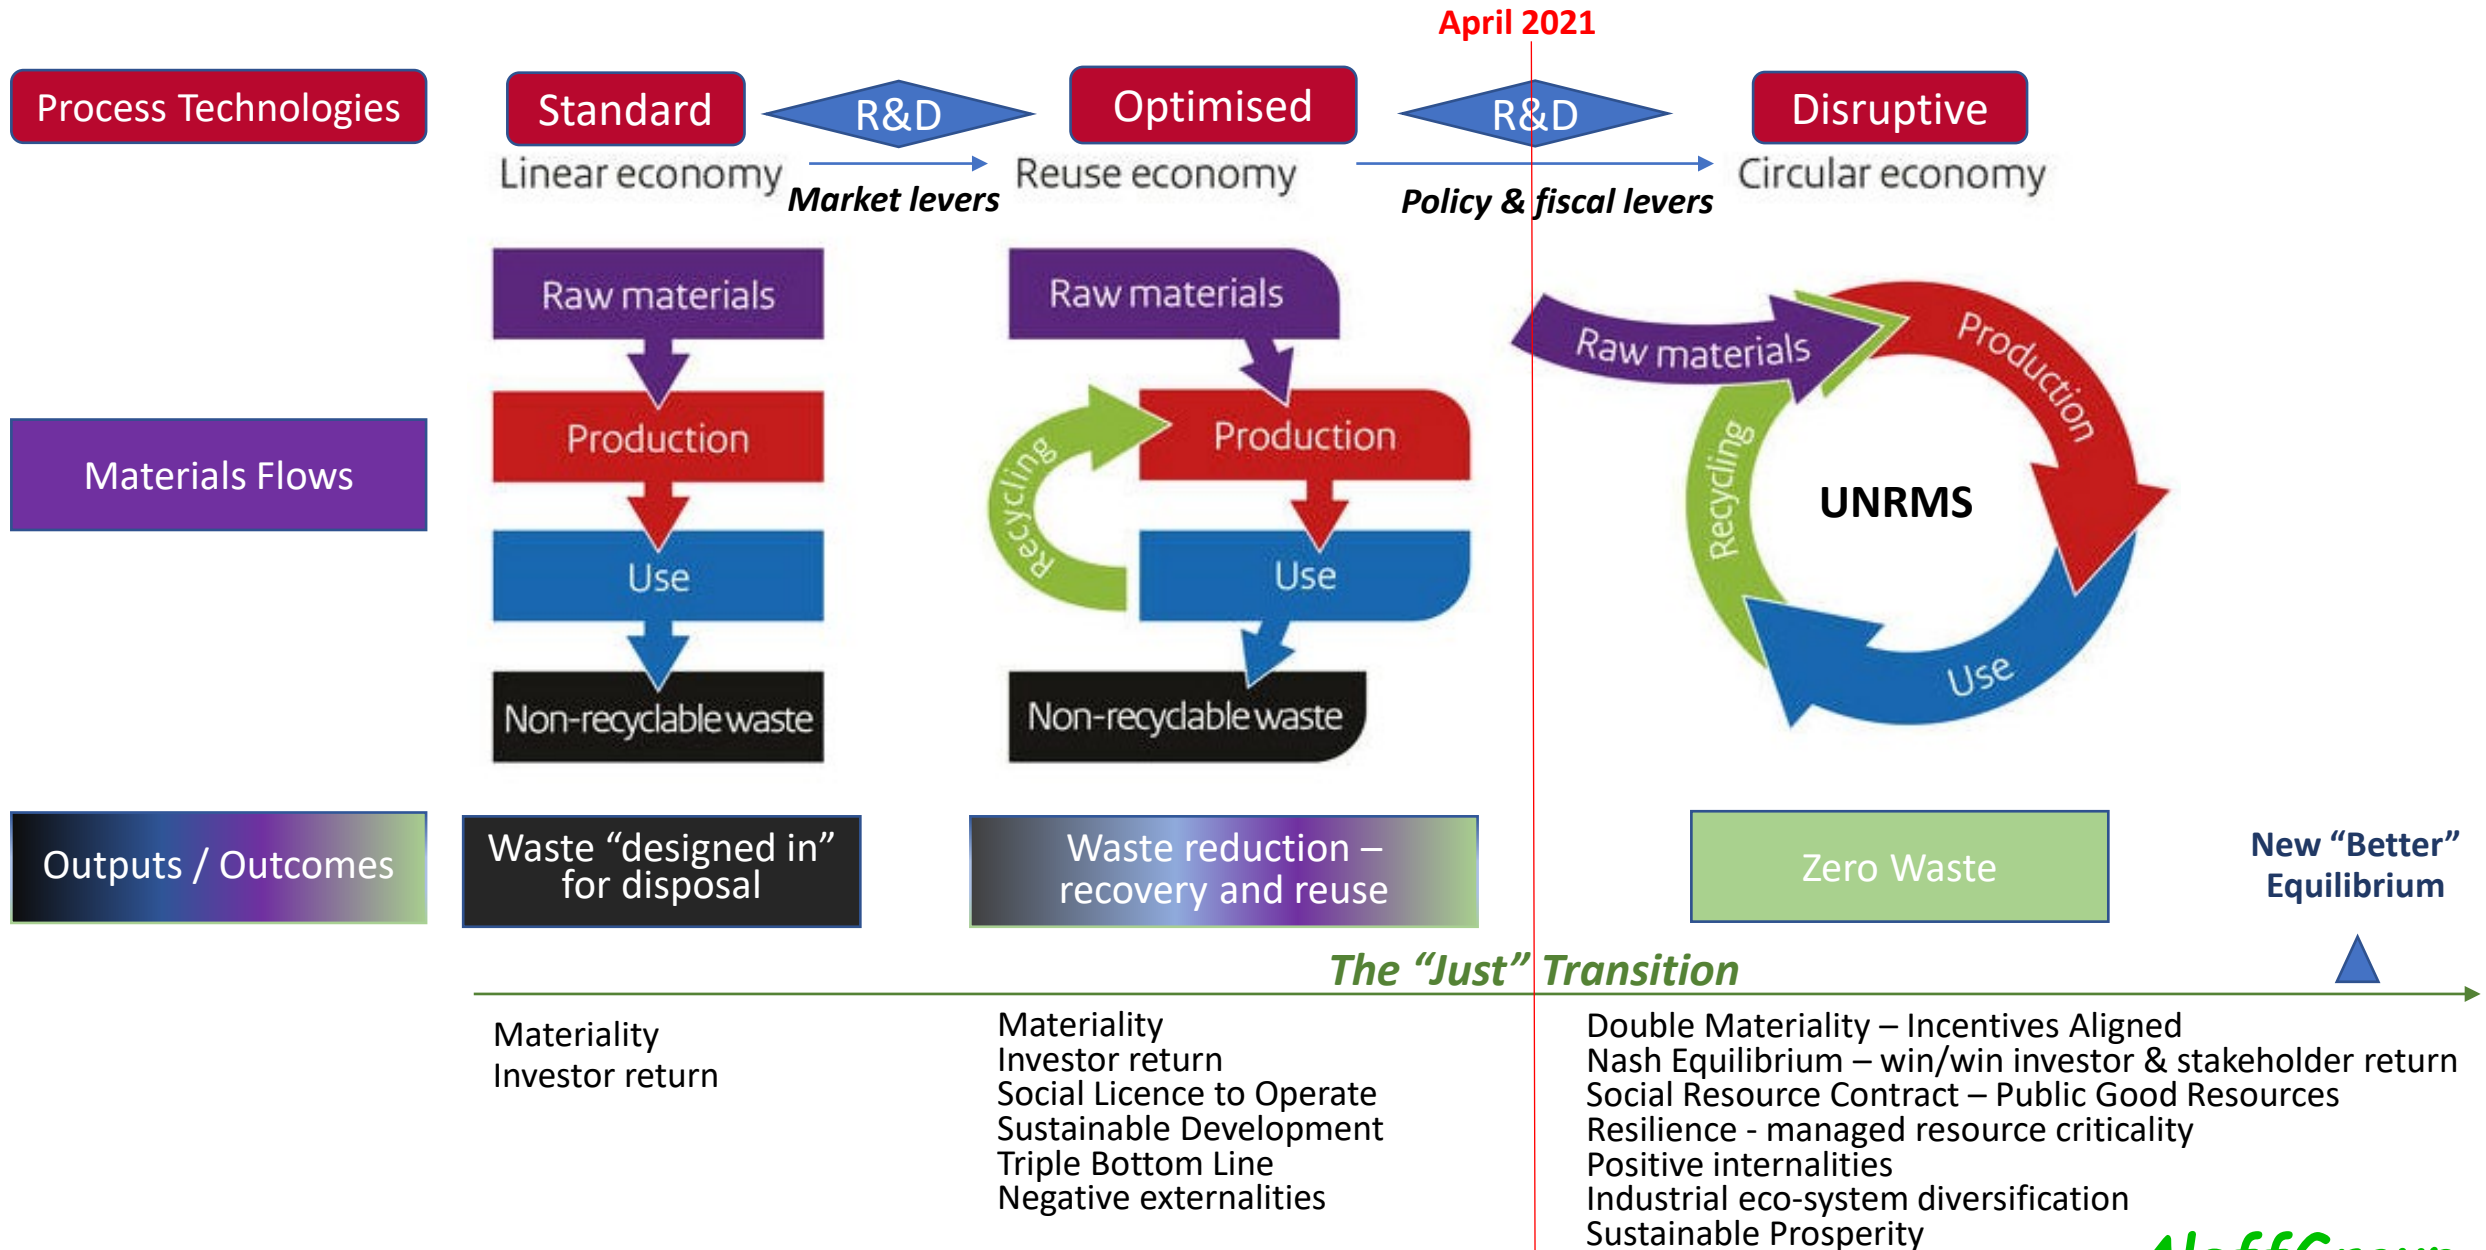 April 2021
Process Technologies
Standard
R&D
Optimised
R&D
Disruptive
Linear economy
Market levers
Reuse economy
Policy & fiscal levers
Circular economy
Materials Flows
Raw materials
Production
Use
Non-recyclable waste
Raw materials
Recycling
Production
Use
Non-recyclable waste
Raw materials
Production
Recycling
UNRMS
Use
Outputs / Outcomes
Waste “designed in”
for disposal
Waste reduction –
recovery and reuse
Zero Waste
New “Better”
Equilibrium
The “Just” Transition
Materiality
Investor return
Materiality
Investor return
Social Licence to Operate
Sustainable Development
Triple Bottom Line
Negative externalities
Double Materiality – Incentives Aligned
Nash Equilibrium – win/win investor & stakeholder return
Social Resource Contract – Public Good Resources
Resilience - managed resource criticality
Positive internalities
Industrial eco-system diversification
Sustainable Prosperity